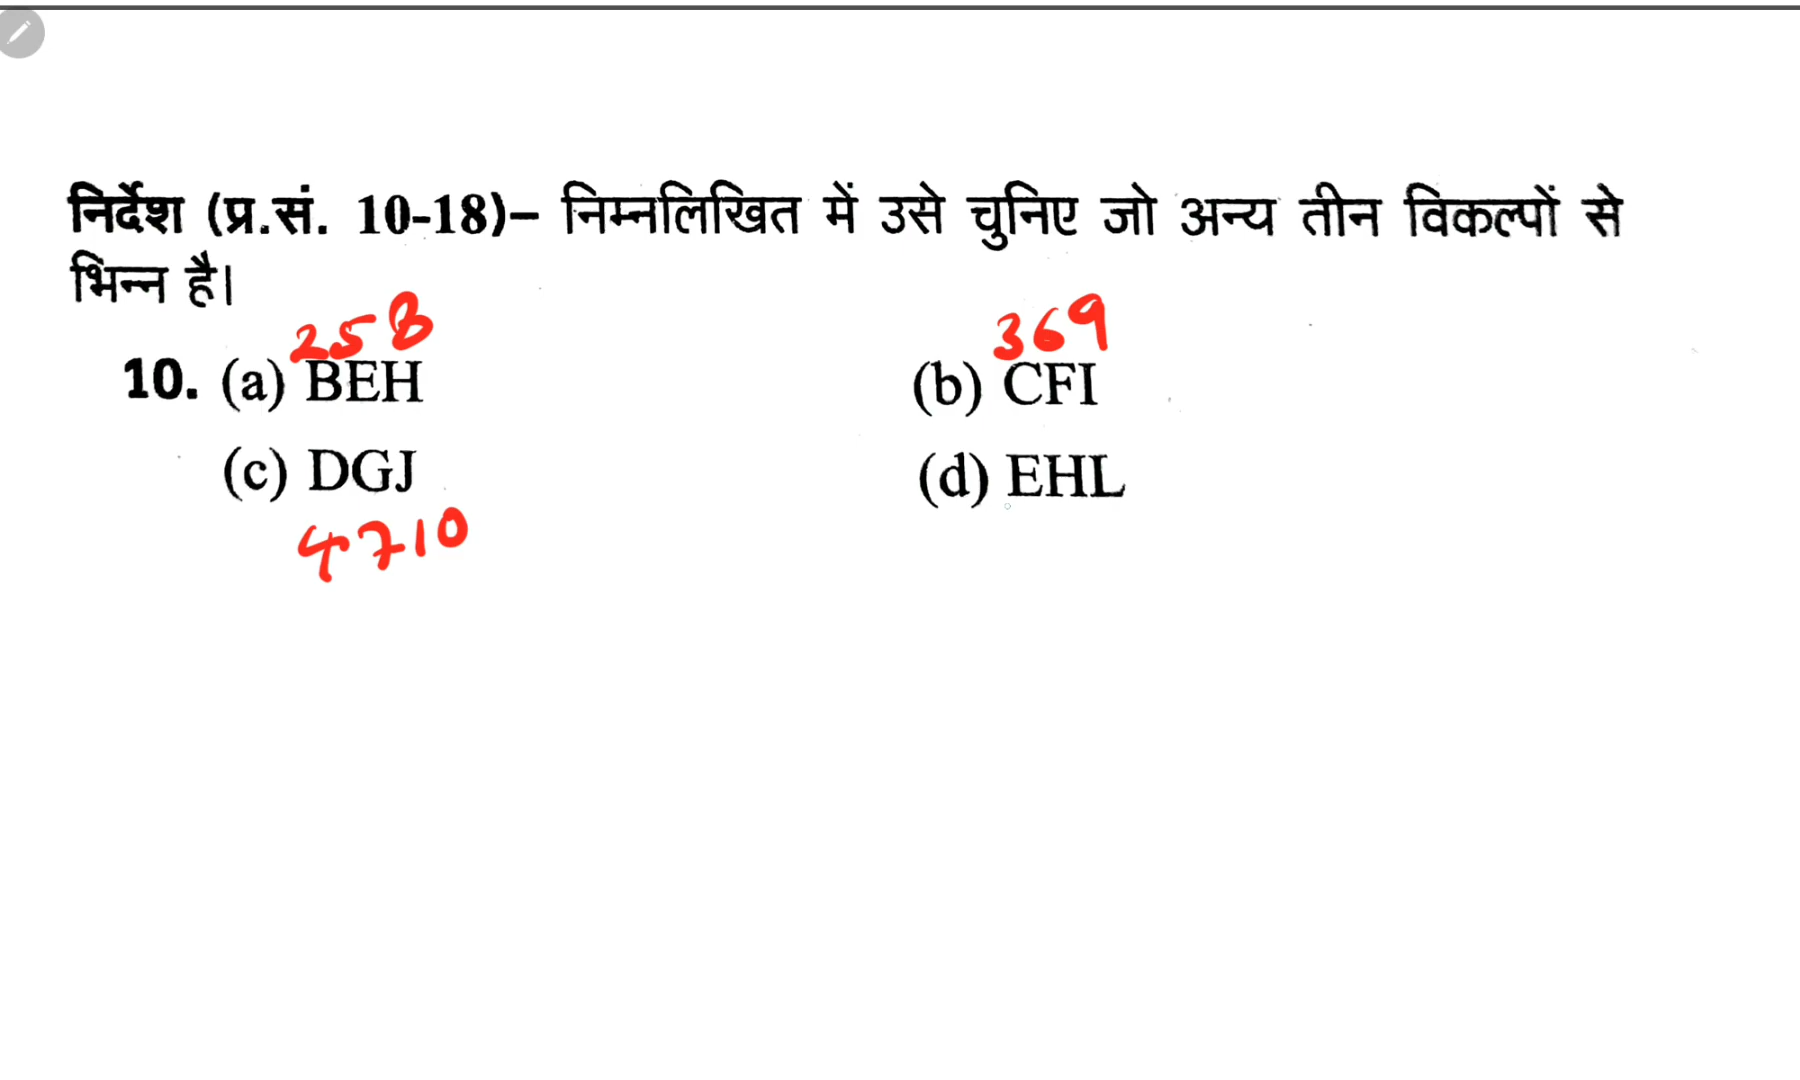 निर्देश (प्र.सं. 10-18)– निम्नलिखित में उसे चुनिए जो अन्य तीन विकल्पों से
भिन्न है।
258 369
10. (a) BEH (b) CFI
(c) DGJ (d) EHL
4710